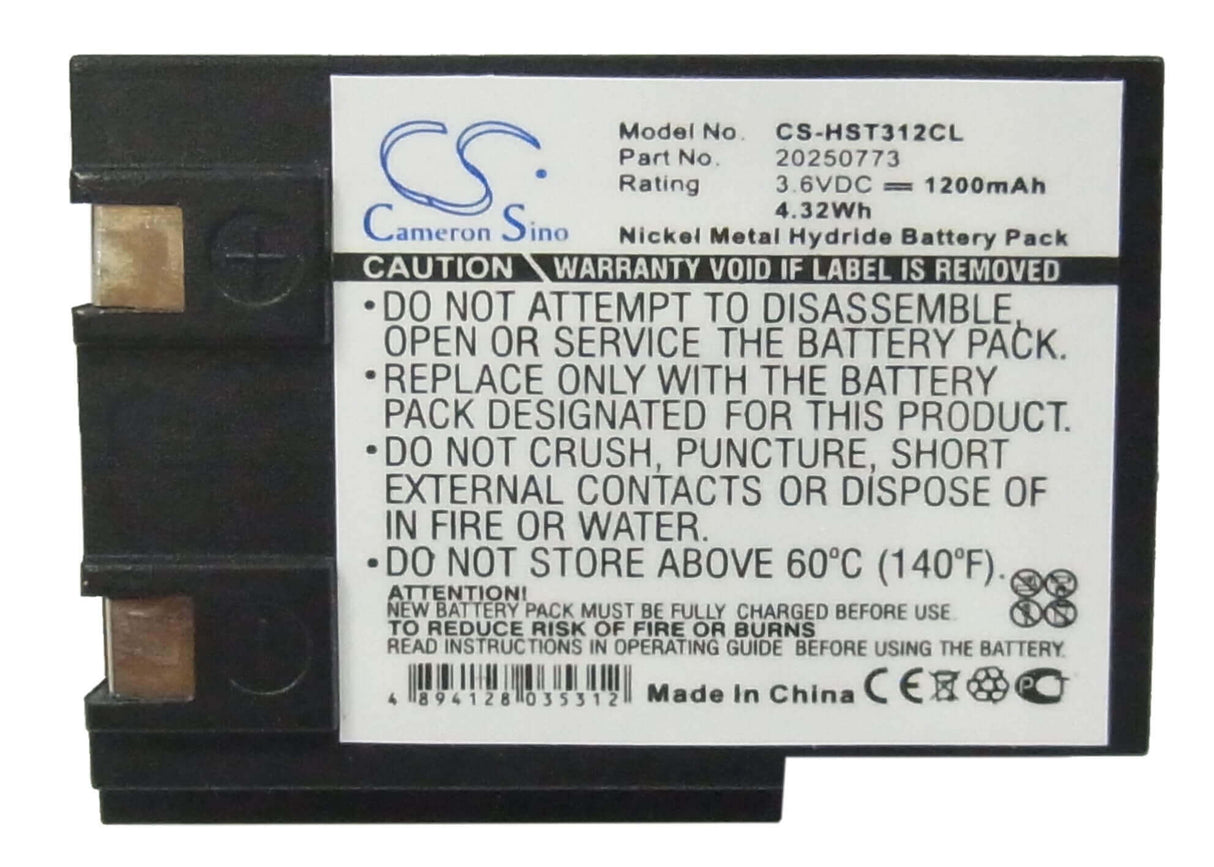 CS
Cameron Sino
Model No. CS-HST312CL
Part No. 20250773
Rating 3.6VDC ⎓ 1200mAh
4.32Wh
Nickel Metal Hydride Battery Pack
CAUTION WARRANTY VOID IF LABEL IS REMOVED
•DO NOT ATTEMPT TO DISASSEMBLE,
OPEN OR SERVICE THE BATTERY PACK.
•REPLACE ONLY WITH THE BATTERY
PACK DESIGNATED FOR THIS PRODUCT.
•DO NOT CRUSH, PUNCTURE, SHORT
EXTERNAL CONTACTS OR DISPOSE OF
IN FIRE OR WATER.
•DO NOT STORE ABOVE 60°C (140°F).
ATTENTION!
NEW BATTERY PACK MUST BE FULLY CHARGED BEFORE USE.
TO REDUCE RISK OF FIRE OR BURNS
READ INSTRUCTIONS IN OPERATING GUIDE BEFORE USING THE BATTERY.
4 894128 035312 Made In China CE